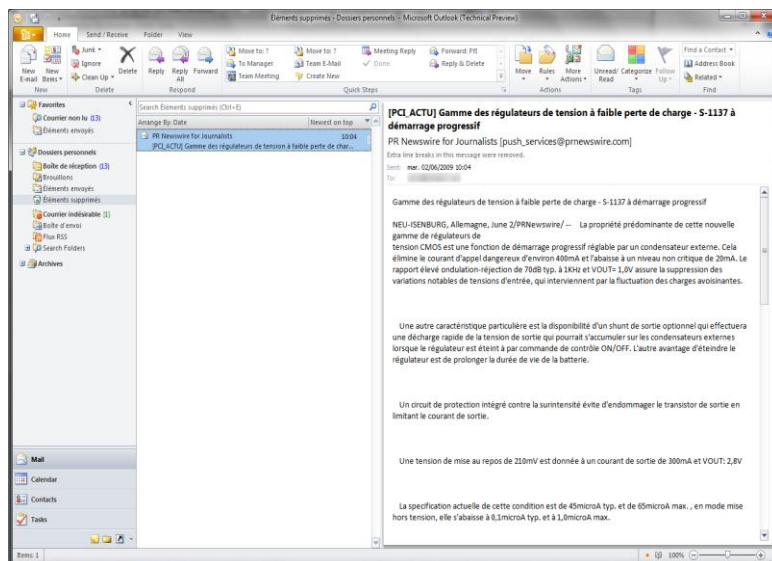 Éléments supprimés - Dossiers personnels - Microsoft Outlook (Technical Preview)
Home Send / Receive Folder View
New E-mail
New Items
Junk
Ignore
Clean Up
Delete
Reply
Reply All
Forward
Move to: ?
To Manager
Team Meeting
Move to: ?
Team E-Mail
Create New
Meeting Reply
Done
Forward: FYI
Reply & Delete
Move
Rules
More Actions
Unread/ Read
Categorize
Follow Up
Find a Contact
Address Book
Related
New Delete Respond Quick Steps Actions Tags Find
Favorites
Courrier non lu (13)
Éléments envoyés
Dossiers personnels
Boîte de réception (13)
Brouillons
Éléments envoyés
Éléments supprimés
Courrier indésirable [1]
Boîte d'envoi
Flux RSS
Search Folders
Archives
Mail
Calendar
Contacts
Tasks
Search Éléments supprimés (Ctrl+E)
Arrange By: Date Newest on top
PR Newswire for Journalists 10:04
[PCI_ACTU] Gamme des régulateurs de tension à faible perte de char...
[PCI_ACTU] Gamme des régulateurs de tension à faible perte de charge - S-1137 à
démarrage progressif
PR Newswire for Journalists [push_services@prnewswire.com]
Extra line breaks in this message were removed.
Sent: mar. 02/06/2009 10:04
To:
Gamme des régulateurs de tension à faible perte de charge - S-1137 à démarrage progressif
NEU-ISENBURG, Allemagne, June 2/PRNewswire/ -- La propriété prédominante de cette nouvelle
gamme de régulateurs de
tension CMOS est une fonction de démarrage progressif réglable par un condensateur externe. Cela
élimine le courant d'appel dangereux d'environ 400mA et l'abaisse à un niveau non critique de 20mA. Le
rapport élevé ondulation-réjection de 70dB typ. à 1KHz et VOUT= 1,0V assure la suppression des
variations notables de tensions d'entrée, qui interviennent par la fluctuation des charges avoisinantes.
Une autre caractéristique particulière est la disponibilité d'un shunt de sortie optionnel qui effectuera
une décharge rapide de la tension de sortie qui pourrait s'accumuler sur les condensateurs externes
lorsque le régulateur est éteint à par commande de contrôle ON/OFF. L'autre avantage d'éteindre le
régulateur est de prolonger la durée de vie de la batterie.
Un circuit de protection intégré contre la surintensité évite d'endommager le transistor de sortie en
limitant le courant de sortie.
Une tension de mise au repos de 210mV est donnée à un courant de sortie de 300mA et VOUT: 2,8V
La specification actuelle de cette condition est de 45microA typ. et de 65microA max. , en mode mise
hors tension, elle s'abaisse à 0,1microA typ. et à 1,0microA max.
Items: 1
100%